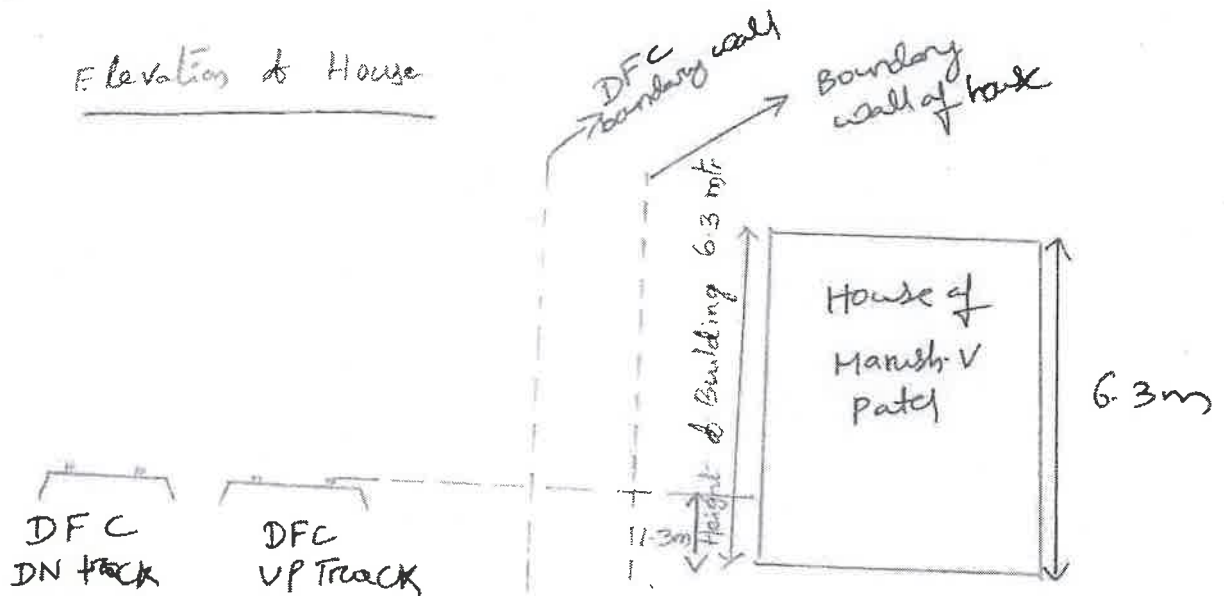 Elevation of House
DFC
boundary wall
Boundary
wall of house
Height of Building 6.3 mtr
House of
Manish.V
Patel
6.3m
1.3m
DFC
DN track
DFC
UP Track